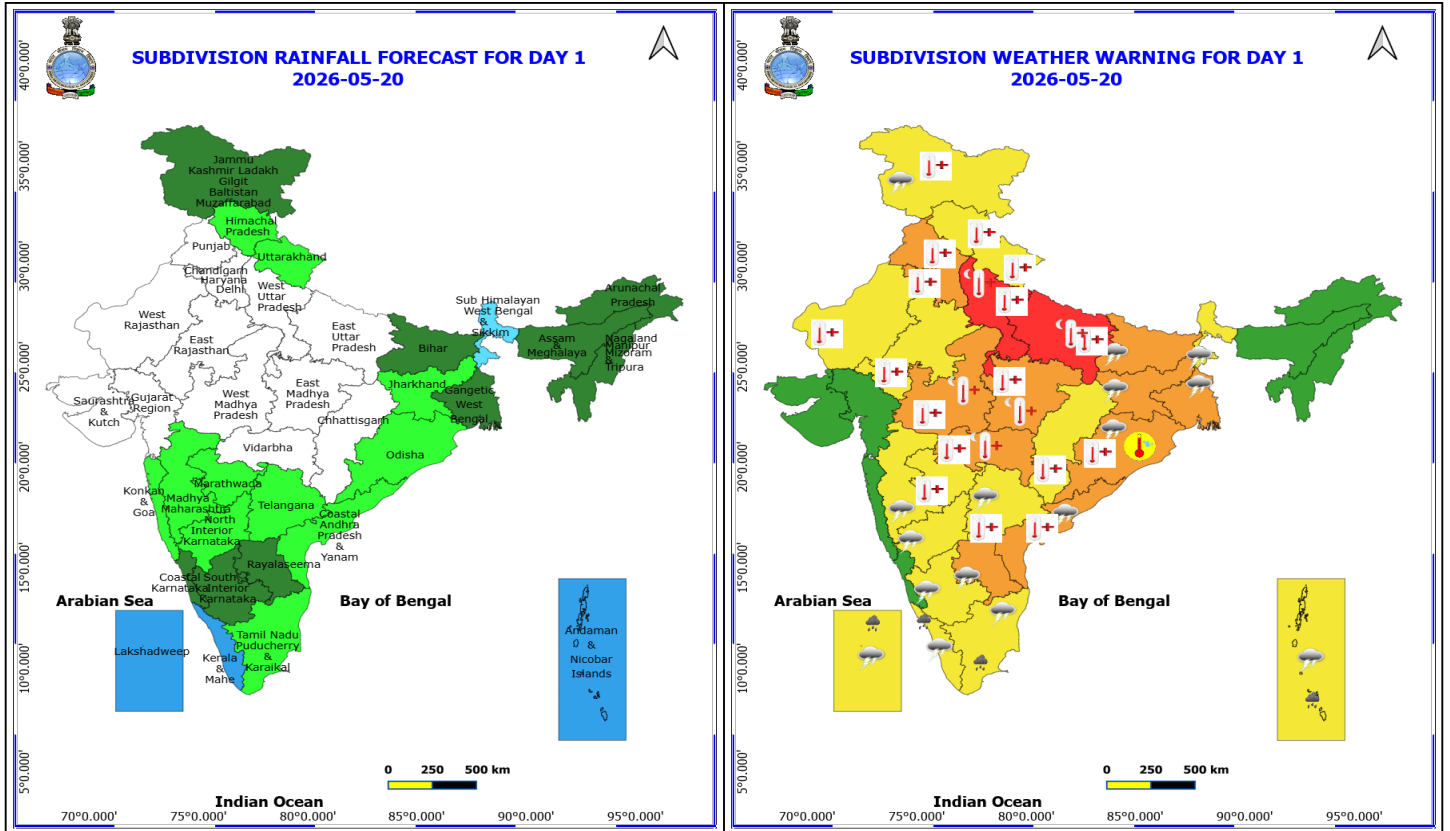 SUBDIVISION RAINFALL FORECAST FOR DAY 1
2026-05-20
40°0.000'
35°0.000'
30°0.000'
25°0.000'
20°0.000'
15°0.000'
10°0.000'
5°0.000'
Jammu
Kashmir Ladakh
Gilgit
Baltistan
Muzaffarabad
Himachal
Pradesh
Punjab
Uttarakhand
Chandigarh
Haryana
Delhi
West
Uttar
Pradesh
West
Rajasthan
East
Rajasthan
East
Uttar
Pradesh
Sub Himalayan
West Bengal
&
Sikkim
Arunachal
Pradesh
Assam
&
Meghalaya
Nagaland
Manipur
Mizoram
&
Tripura
Bihar
Jharkhand
Gangetic
West
Bengal
Saurashtra
&
Kutch
Gujarat
Region
West
Madhya
Pradesh
East
Madhya
Pradesh
Chhattisgarh
Vidarbha
Odisha
Konkan
&
Goa
Madhya
Maharashtra
Marathwada
Telangana
North
Interior
Karnataka
Coastal
Andhra
Pradesh
&
Yanam
Rayalaseema
Coastal
Karnataka
South
Interior
Karnataka
Arabian Sea
Bay of Bengal
Lakshadweep
Kerala
&
Mahe
Tamil Nadu
Puducherry
&
Karaikal
Andaman
&
Nicobar
Islands
0 250 500 km
Indian Ocean
70°0.000' 75°0.000' 80°0.000' 85°0.000' 90°0.000' 95°0.000'
SUBDIVISION WEATHER WARNING FOR DAY 1
2026-05-20
40°0.000'
35°0.000'
30°0.000'
25°0.000'
20°0.000'
15°0.000'
10°0.000'
5°0.000'
Arabian Sea
Bay of Bengal
0 250 500 km
Indian Ocean
70°0.000' 75°0.000' 80°0.000' 85°0.000' 90°0.000' 95°0.000'